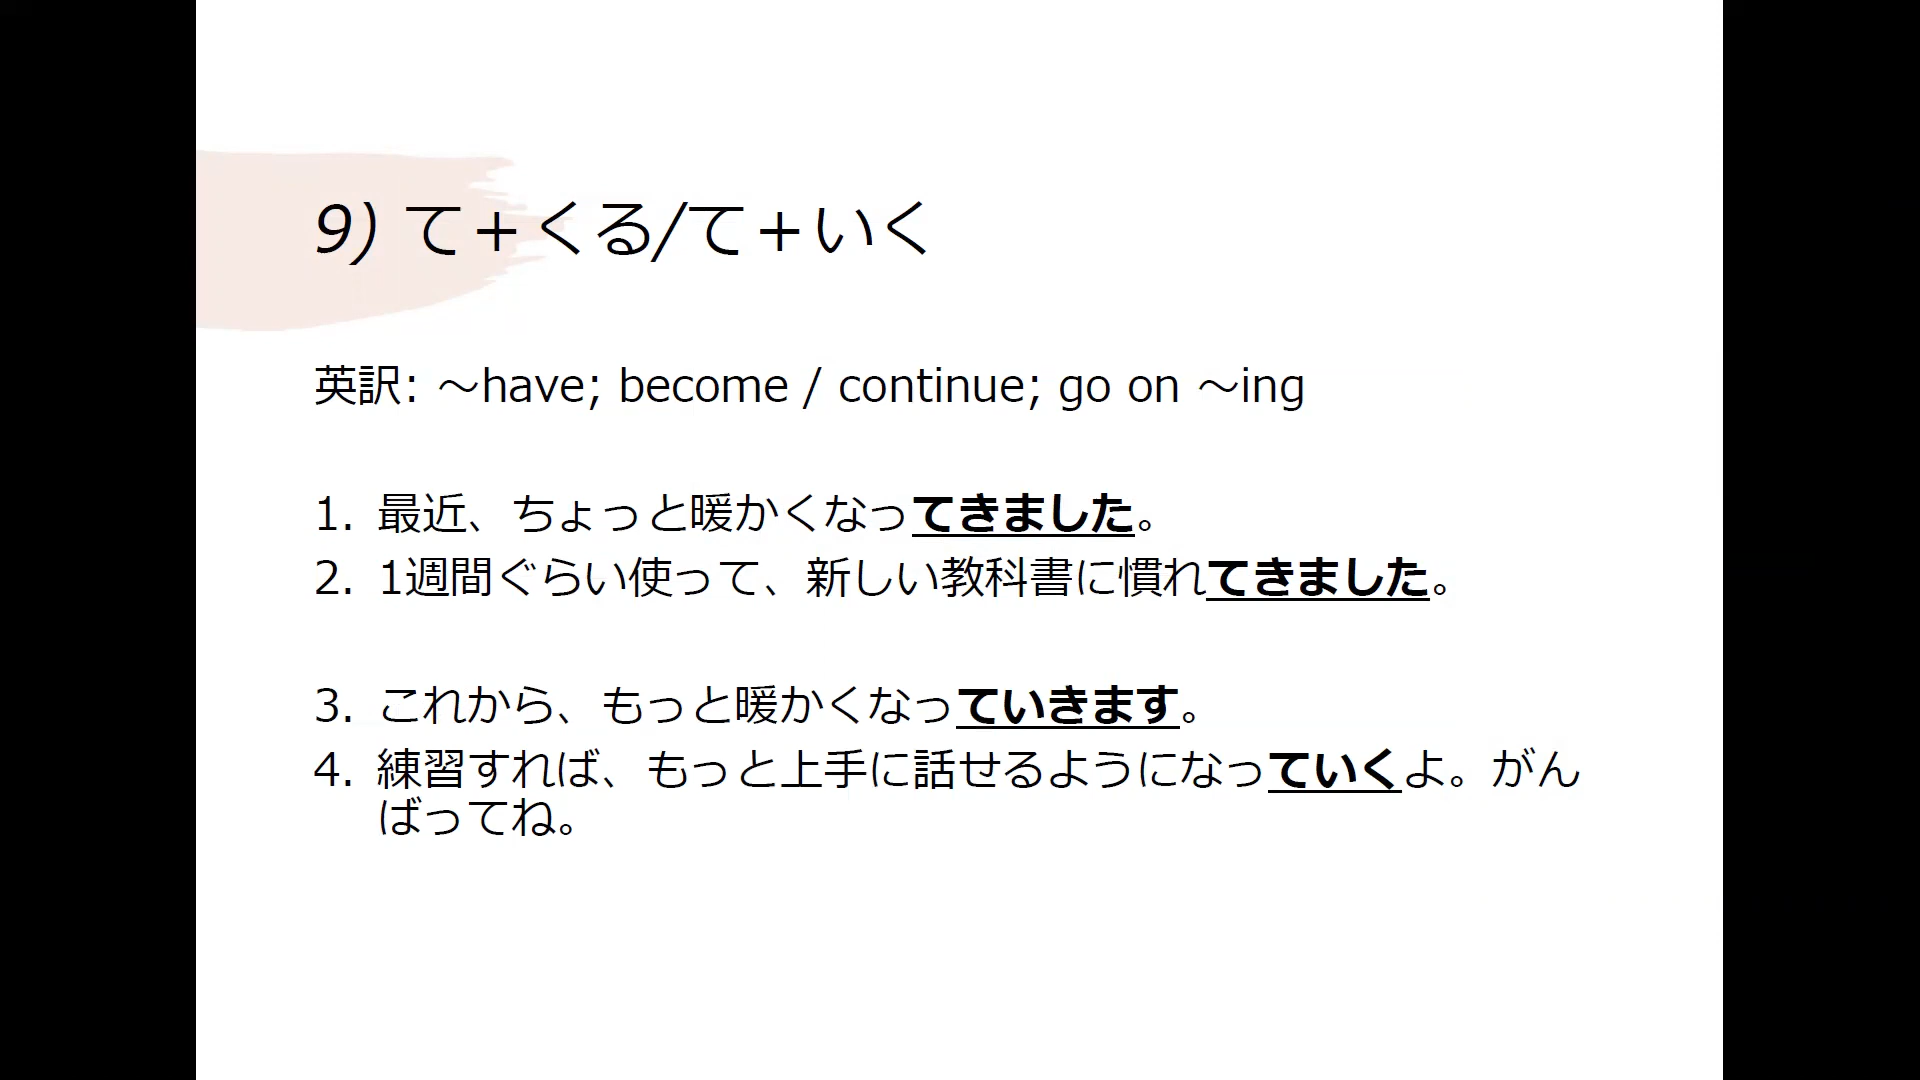 9) て＋くる/て＋いく
英訳: ～have; become / continue; go on ～ing
1. 最近、ちょっと暖かくなってきました。
2. 1週間ぐらい使って、新しい教科書に慣れてきました。
3. これから、もっと暖かくなっていきます。
4. 練習すれば、もっと上手に話せるようになっていくよ。がん
ばってね。